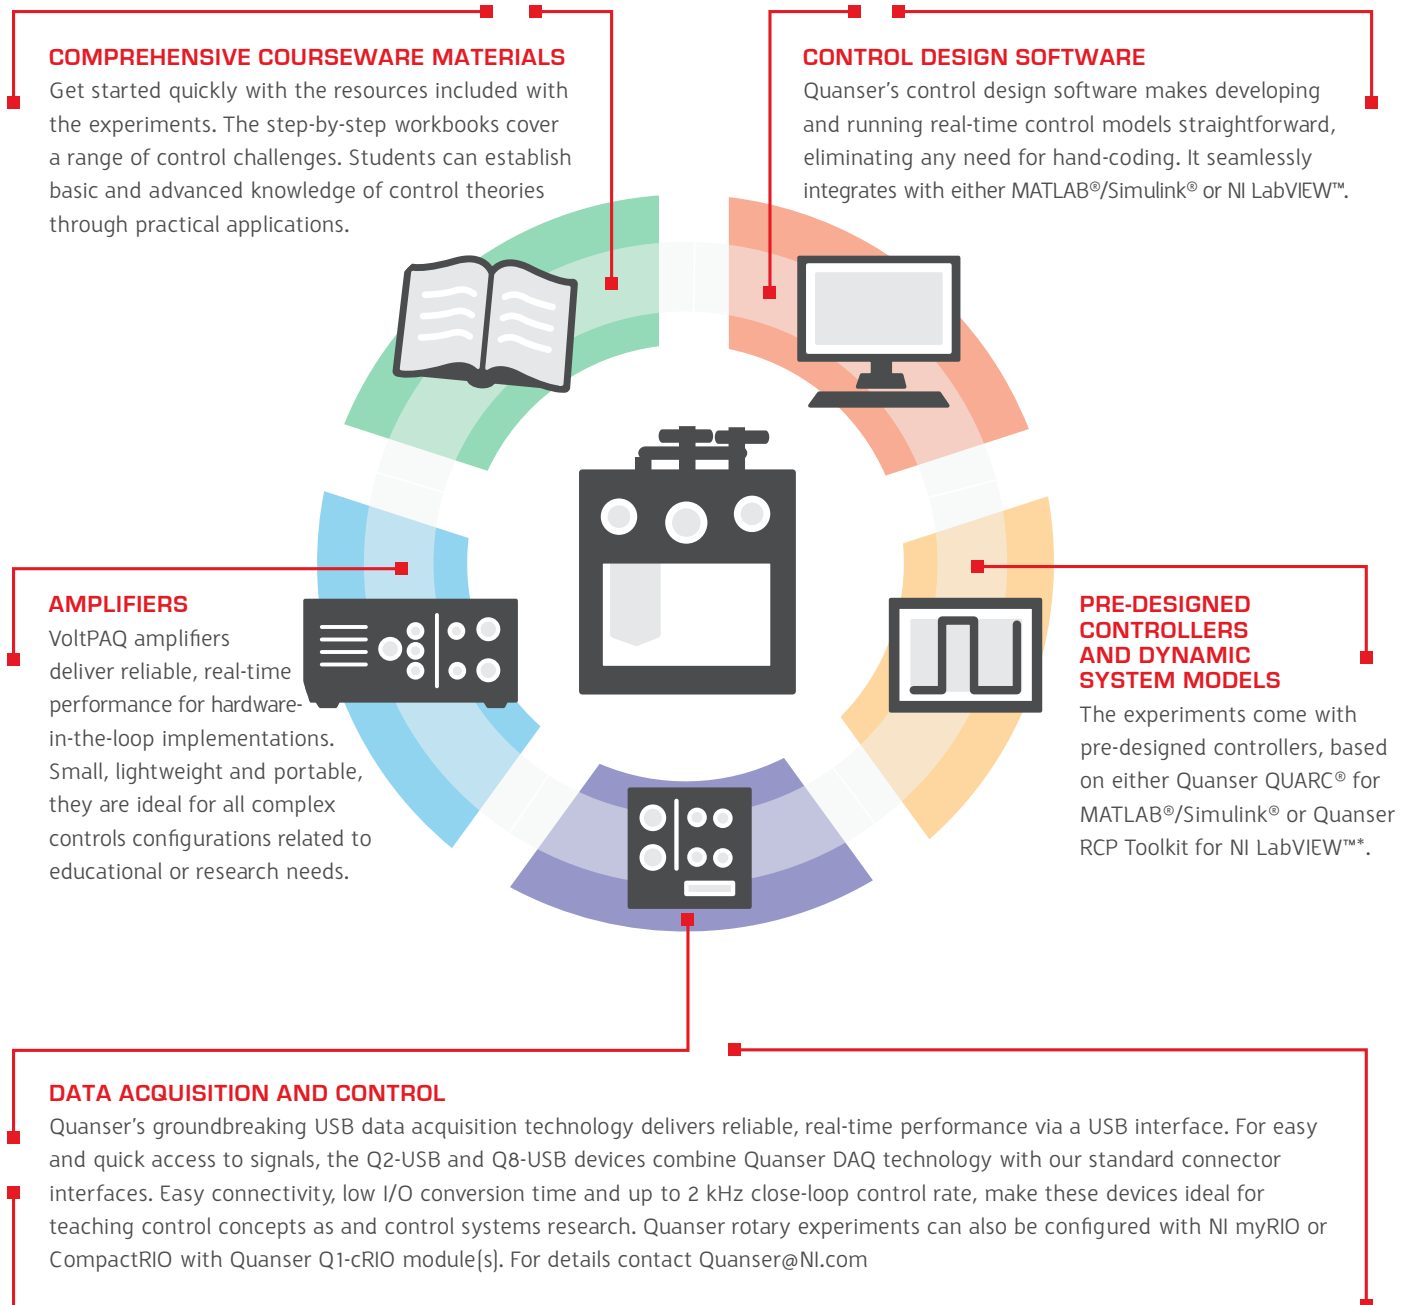 COMPREHENSIVE COURSEWARE MATERIALS
Get started quickly with the resources included with
the experiments. The step-by-step workbooks cover
a range of control challenges. Students can establish
basic and advanced knowledge of control theories
through practical applications.
CONTROL DESIGN SOFTWARE
Quanser's control design software makes developing
and running real-time control models straightforward,
eliminating any need for hand-coding. It seamlessly
integrates with either MATLAB®/Simulink® or NI LabVIEW™.
AMPLIFIERS
VoltPAQ amplifiers
deliver reliable, real-time
performance for hardware-
in-the-loop implementations.
Small, lightweight and portable,
they are ideal for all complex
controls configurations related to
educational or research needs.
PRE-DESIGNED
CONTROLLERS
AND DYNAMIC
SYSTEM MODELS
The experiments come with
pre-designed controllers, based
on either Quanser QUARC® for
MATLAB®/Simulink® or Quanser
RCP Toolkit for NI LabVIEW™*.
DATA ACQUISITION AND CONTROL
Quanser's groundbreaking USB data acquisition technology delivers reliable, real-time performance via a USB interface. For easy
and quick access to signals, the Q2-USB and Q8-USB devices combine Quanser DAQ technology with our standard connector
interfaces. Easy connectivity, low I/O conversion time and up to 2 kHz close-loop control rate, make these devices ideal for
teaching control concepts as and control systems research. Quanser rotary experiments can also be configured with NI myRIO or
CompactRIO with Quanser Q1-cRIO module(s). For details contact Quanser@NI.com